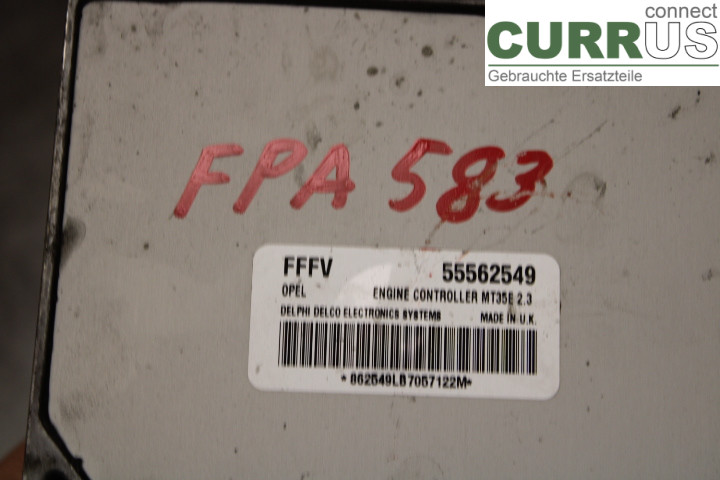 connect
CURRUS
Gebrauchte Ersatzteile
FPA 583
FFFV 55562549
OPEL ENGINE CONTROLLER MT35E 2.3
DELPHI DELCO ELECTRONICS SYSTEMS MADE IN U.K.
*862549LB7057122M*